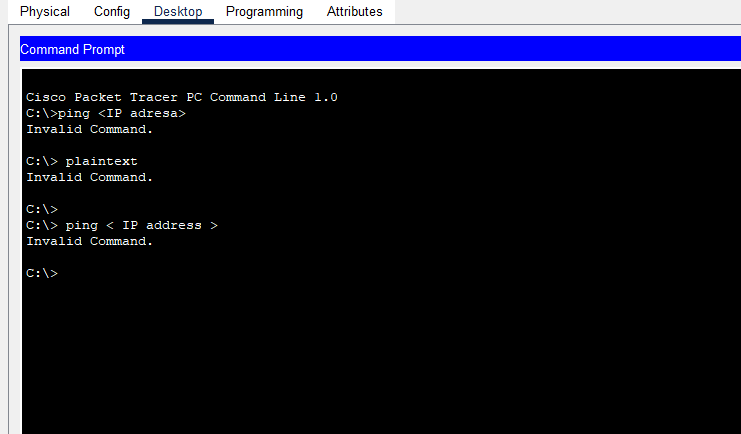 Physical Config Desktop Programming Attributes
Command Prompt
Cisco Packet Tracer PC Command Line 1.0
C:\>ping <IP adresa>
Invalid Command.
C:\> plaintext
Invalid Command.
C:\>
C:\> ping < IP address >
Invalid Command.
C:\>